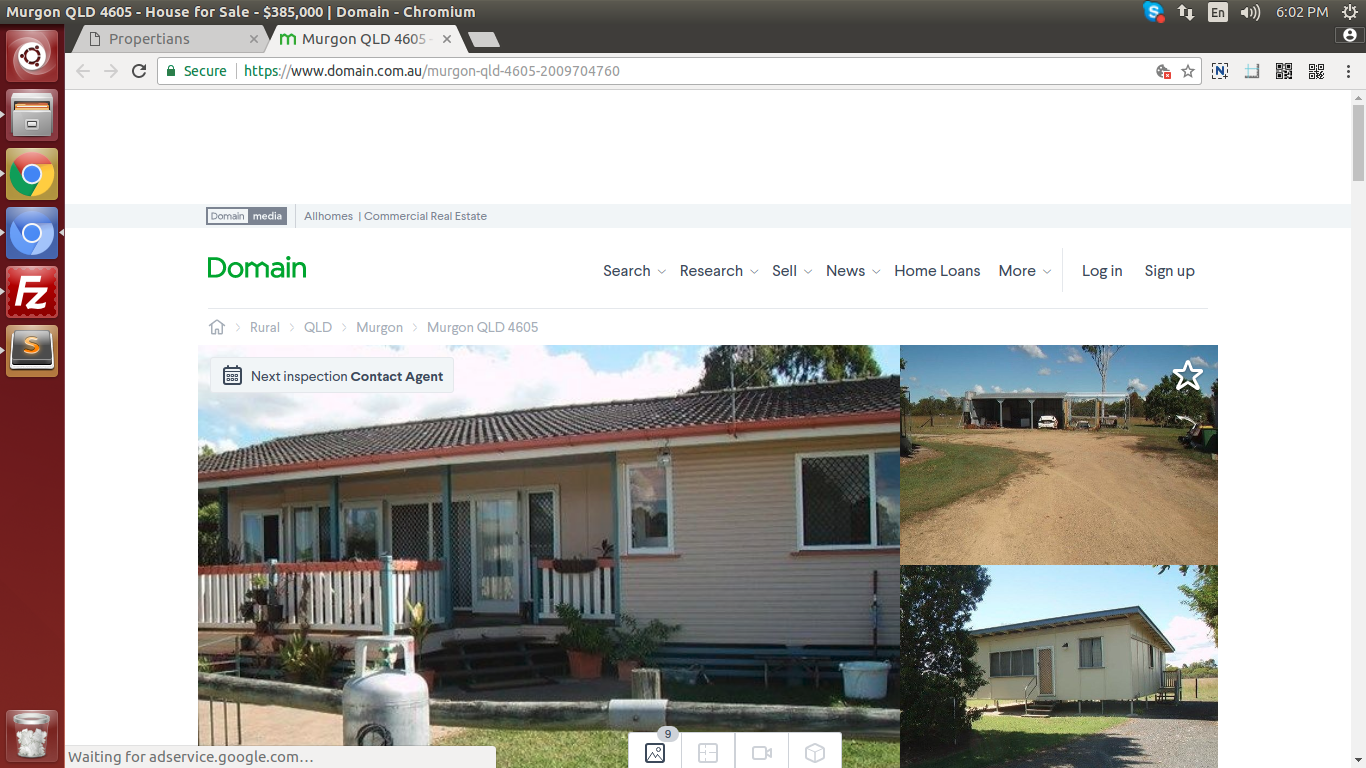 Murgon QLD 4605 - House for Sale - $385,000 | Domain - Chromium
En
6:02 PM
Propertians
Murgon QLD 4605 -
Secure
https://www.domain.com.au/murgon-qld-4605-2009704760
N
Domain media
Allhomes | Commercial Real Estate
Domain
Search Research Sell News Home Loans More Log in Sign up
Rural QLD Murgon Murgon QLD 4605
Next inspection Contact Agent
9
Waiting for adservice.google.com…
Fz
S